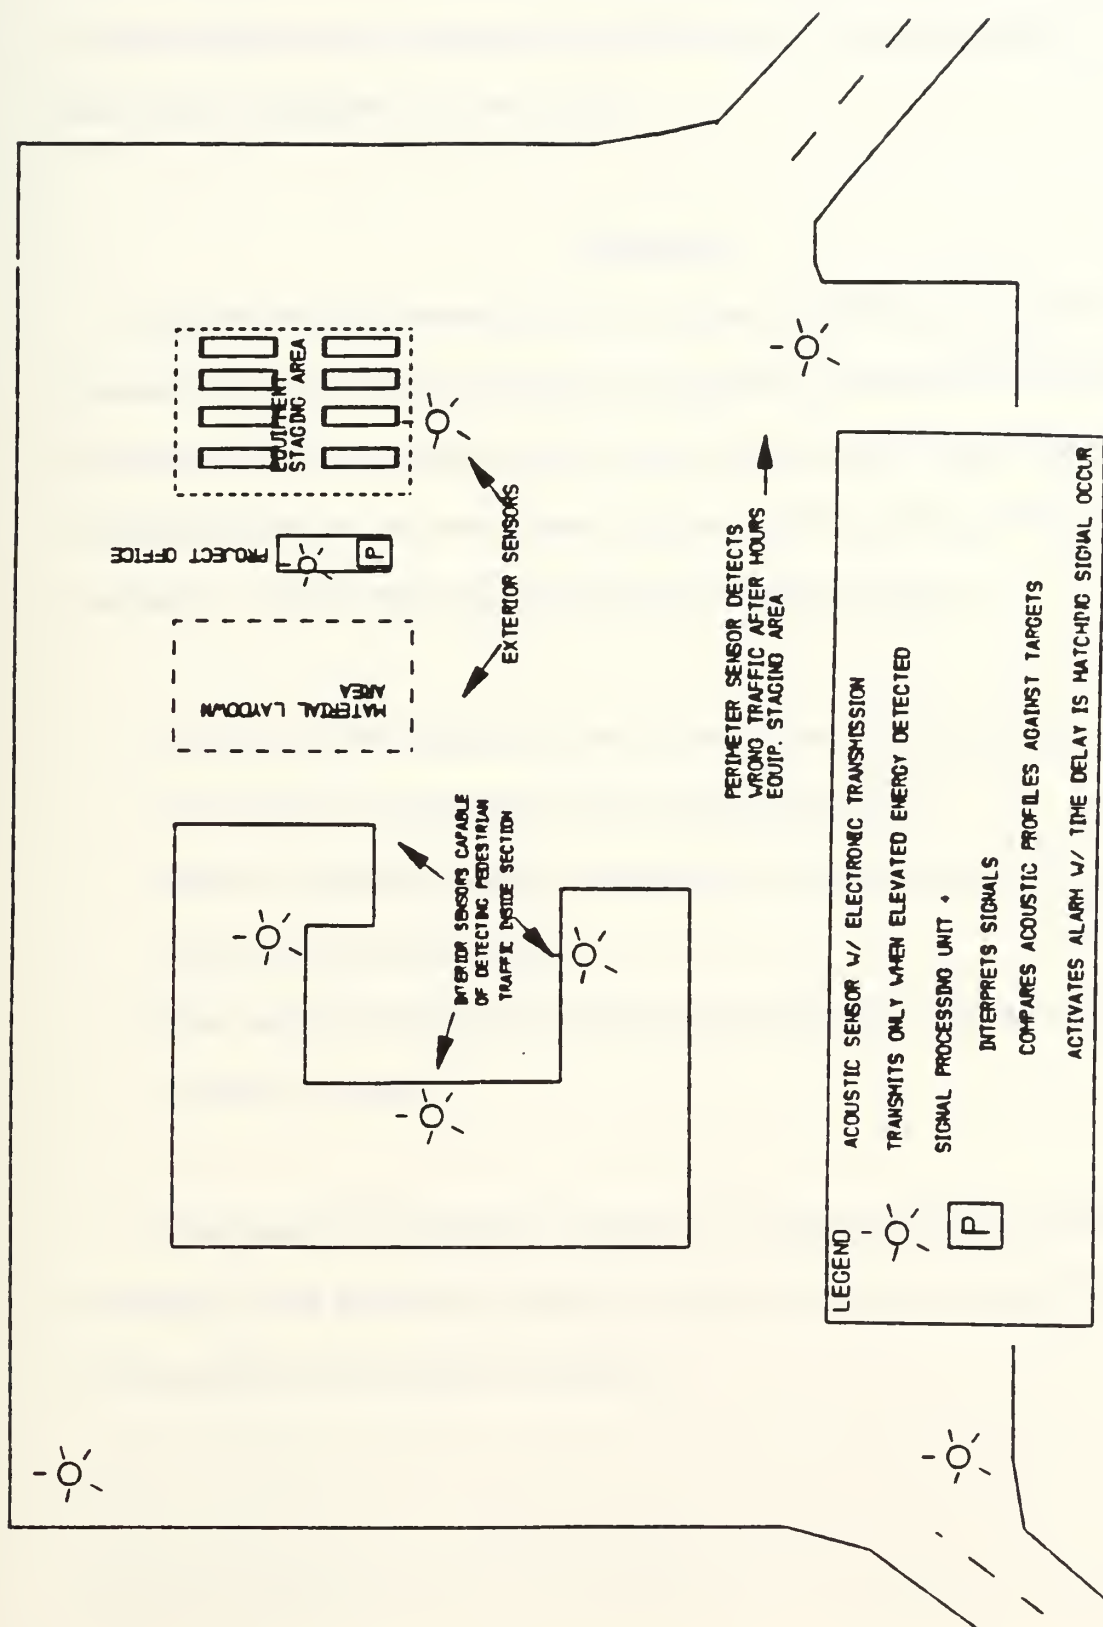 EQUIPMENT
STAGING AREA
PROJECT OFFICE
P
MATERIAL LAYDOWN
AREA
EXTERIOR SENSORS
INTERIOR SENSORS CAPABLE
OF DETECTING PEDESTRIAN
TRAFFIC INSIDE SECTION
PERIMETER SENSOR DETECTS
WRONG TRAFFIC AFTER HOURS
EQUIP. STAGING AREA
LEGEND
ACOUSTIC SENSOR W/ ELECTRONIC TRANSMISSION
TRANSMITS ONLY WHEN ELEVATED ENERGY DETECTED
P
SIGNAL PROCESSING UNIT +
INTERPRETS SIGNALS
COMPARES ACOUSTIC PROFILES AGAINST TARGETS
ACTIVATES ALARM W/ TIME DELAY IS MATCHING SIGNAL OCCUR